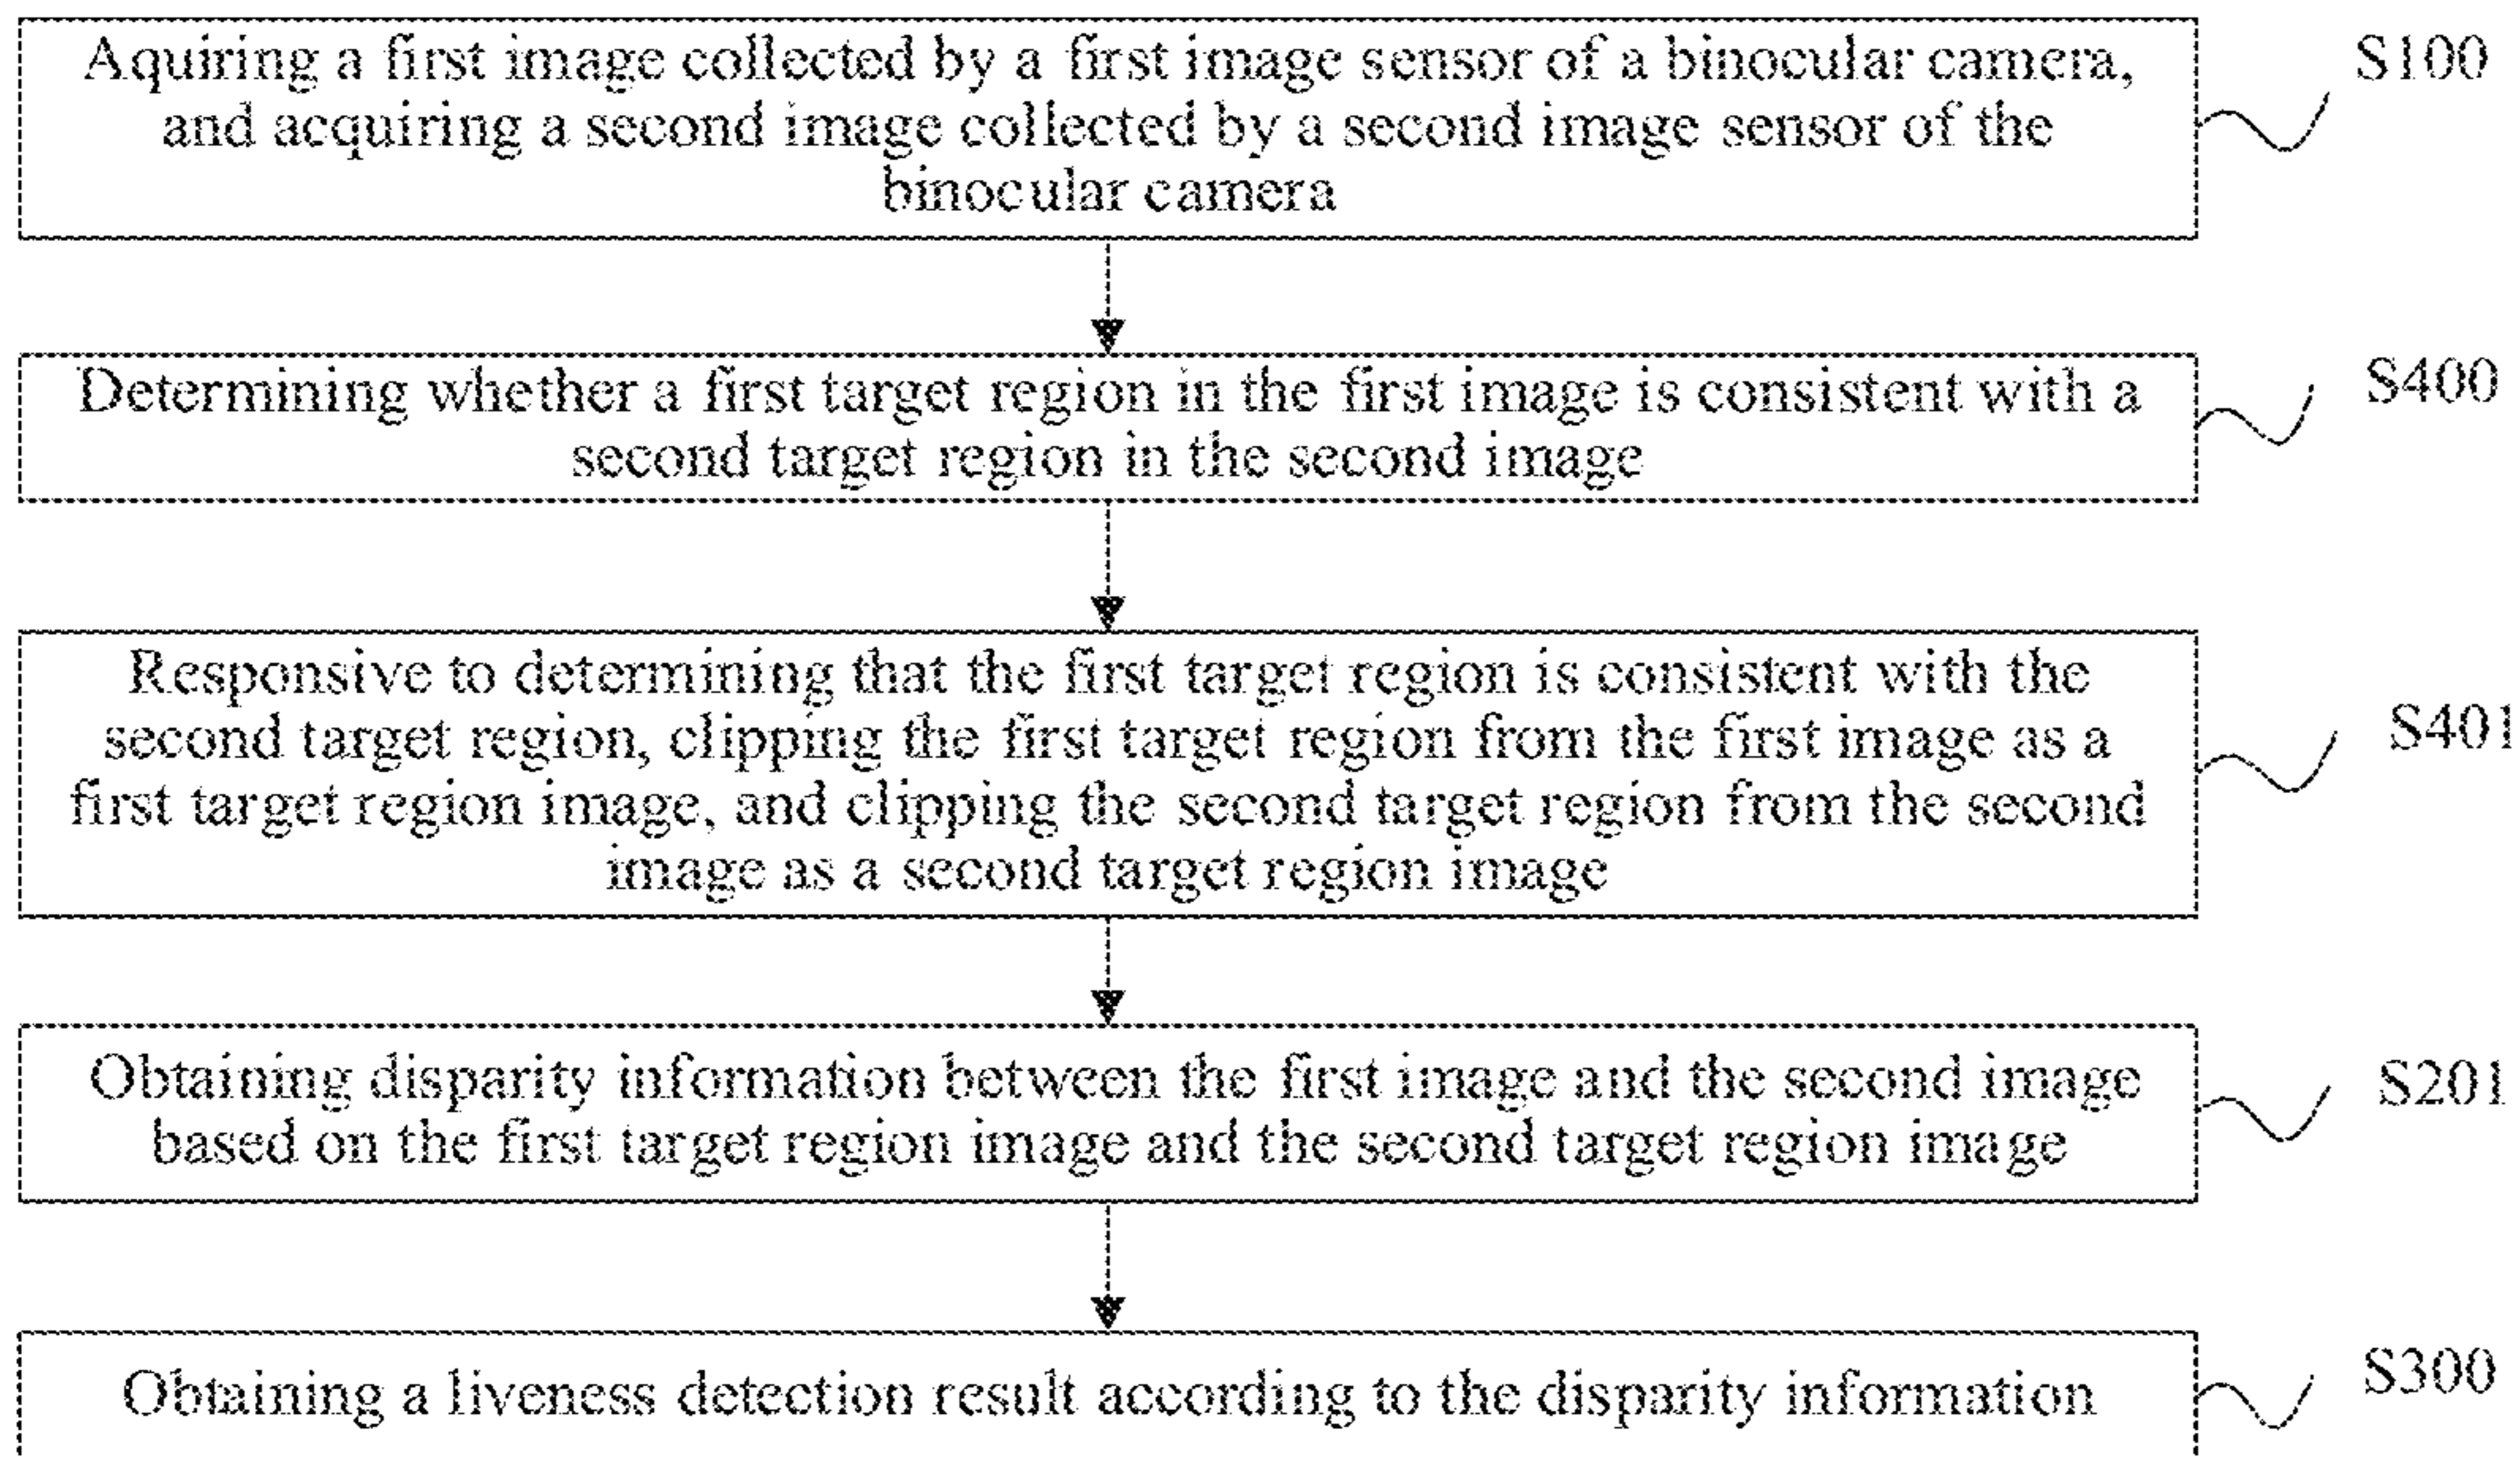 Aquiring a first image collected by a first image sensor of a binocular camera,
and acquiring a second image collected by a second image sensor of the
binocular camera
S100
Determining whether a first target region in the first image is consistent with a
second target region in the second image
S400
Responsive to determining that the first target region is consistent with the
second target region, clipping the first target region from the first image as a
first target region image, and clipping the second target region from the second
image as a second target region image
S401
Obtaining disparity information between the first image and the second image
based on the first target region image and the second target region image
S201
Obtaining a liveness detection result according to the disparity information
S300